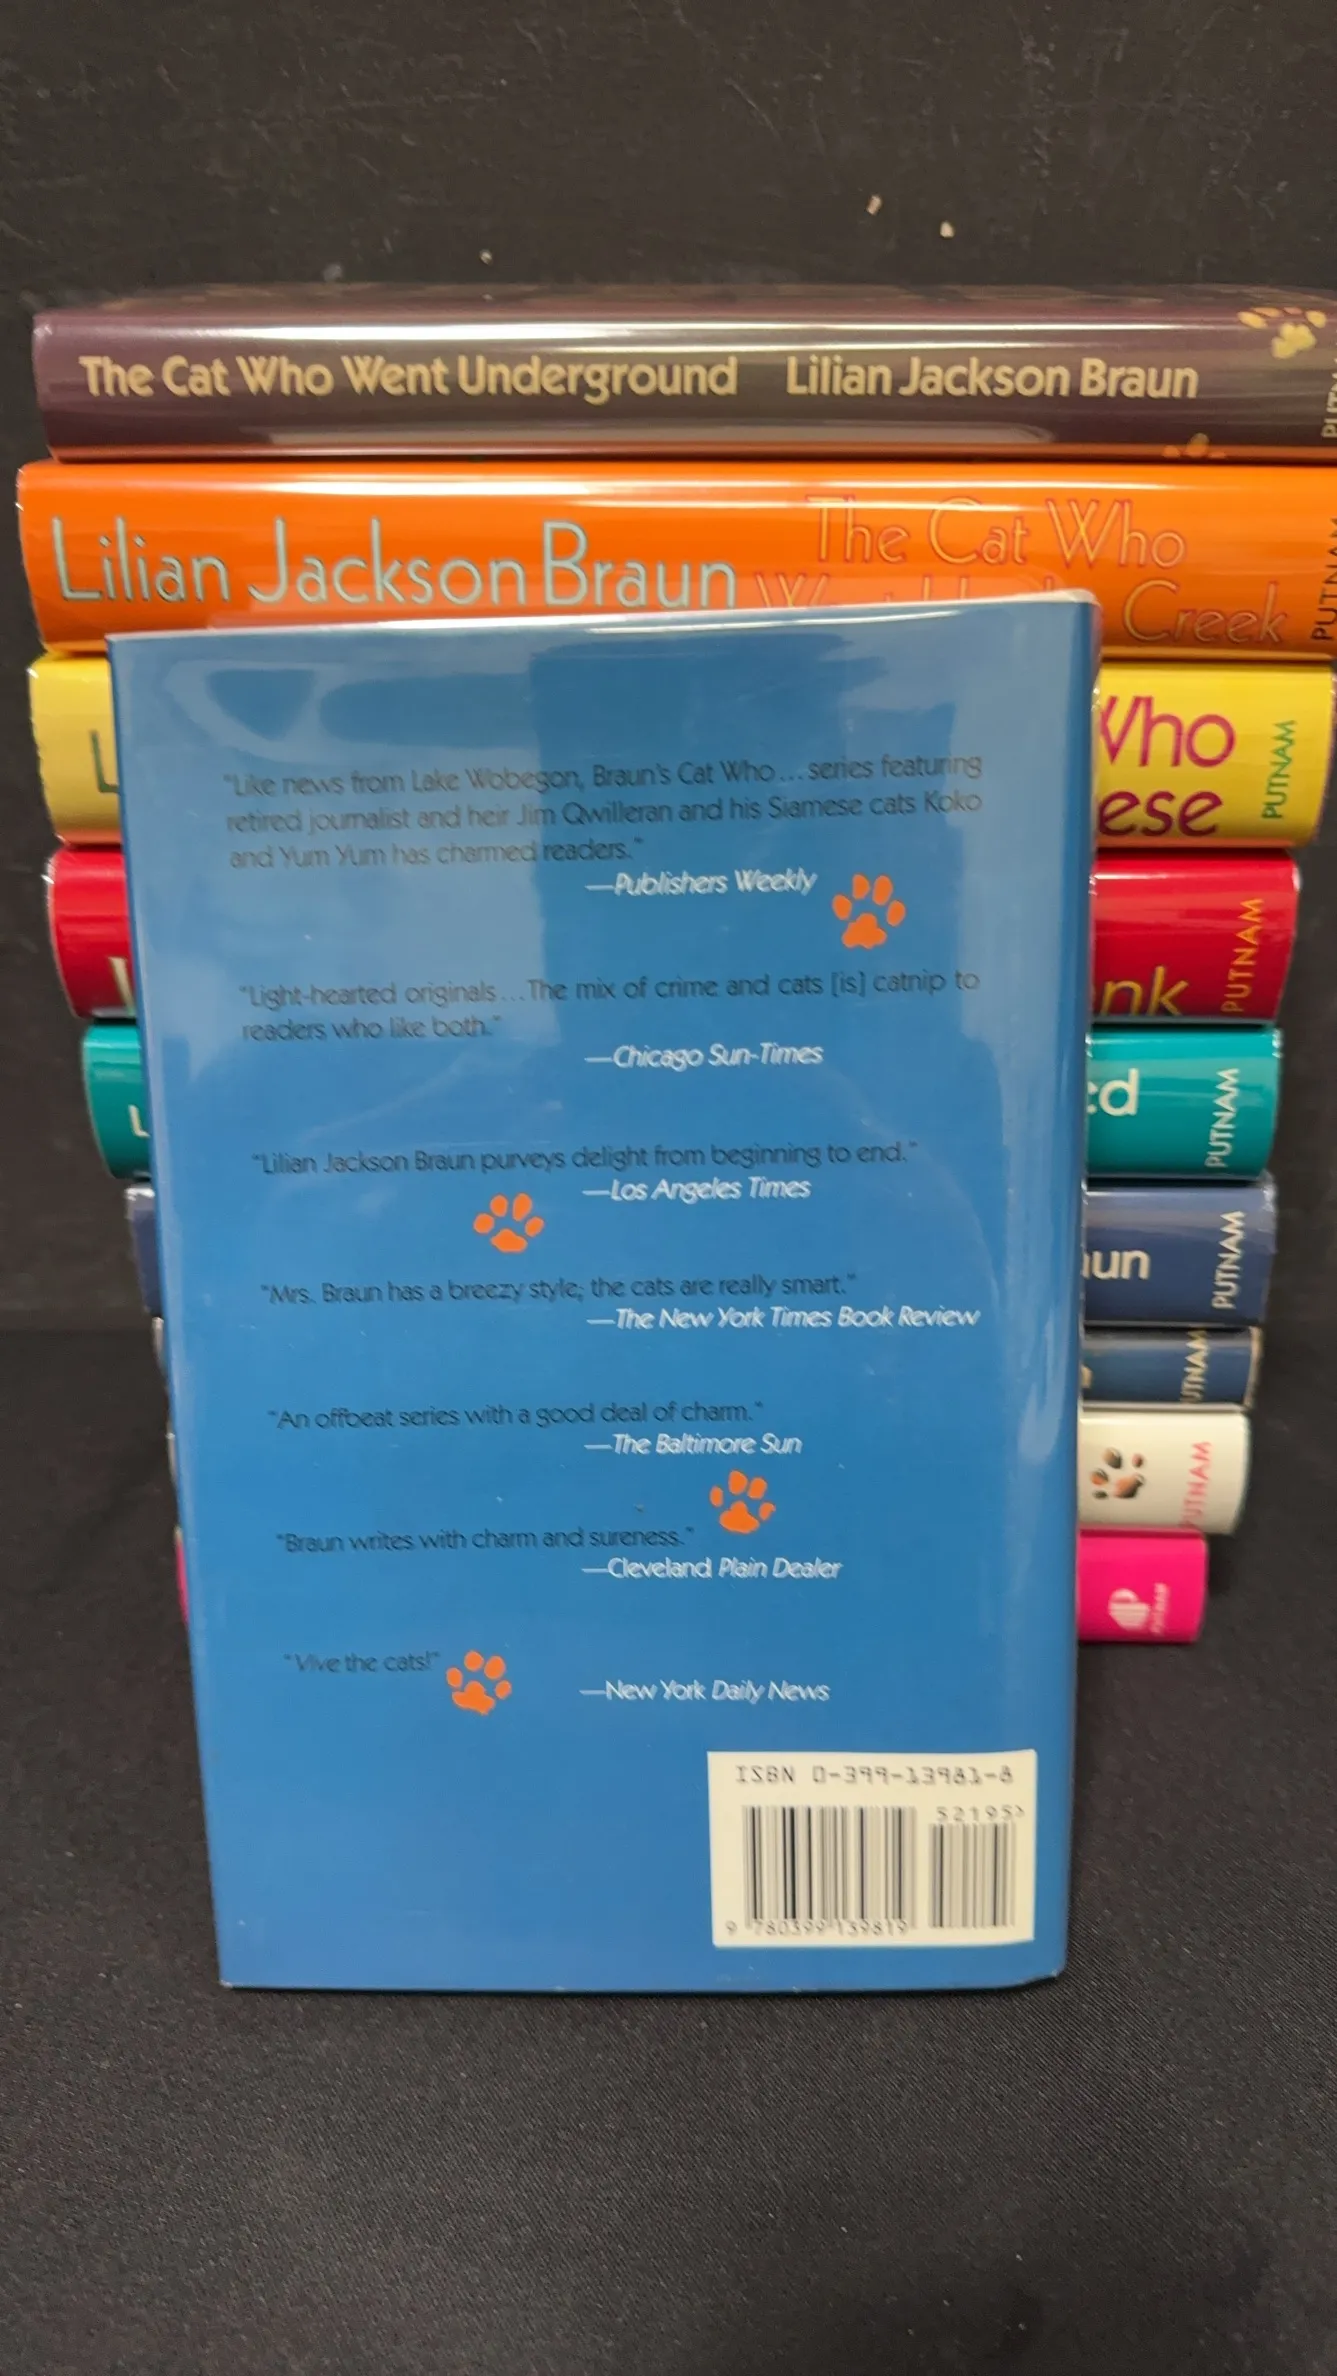 The Cat Who Went Underground Lilian Jackson Braun
Lilian Jackson Braun The Cat Who
Creek PUTNAM
L Who
ese PUTNAM
nk PUTNAM
L ed PUTNAM
aun PUTNAM
PUTNAM
PUTNAM
"Like news from Lake Wobegon, Braun's Cat Who...series featuring
retired journalist and heir Jim Qwilleran and his Siamese cats Koko
and Yum Yum has charmed readers."
—Publishers Weekly
"Light-hearted originals...The mix of crime and cats [is] catnip to
readers who like both."
—Chicago Sun-Times
"Lilian Jackson Braun purveys delight from beginning to end."
—Los Angeles Times
"Mrs. Braun has a breezy style; the cats are really smart."
—The New York Times Book Review
"An offbeat series with a good deal of charm."
—The Baltimore Sun
"Braun writes with charm and sureness."
—Cleveland Plain Dealer
"Vive the cats!"
—New York Daily News
ISBN 0-399-13981-8
52195>
9 780399 139819